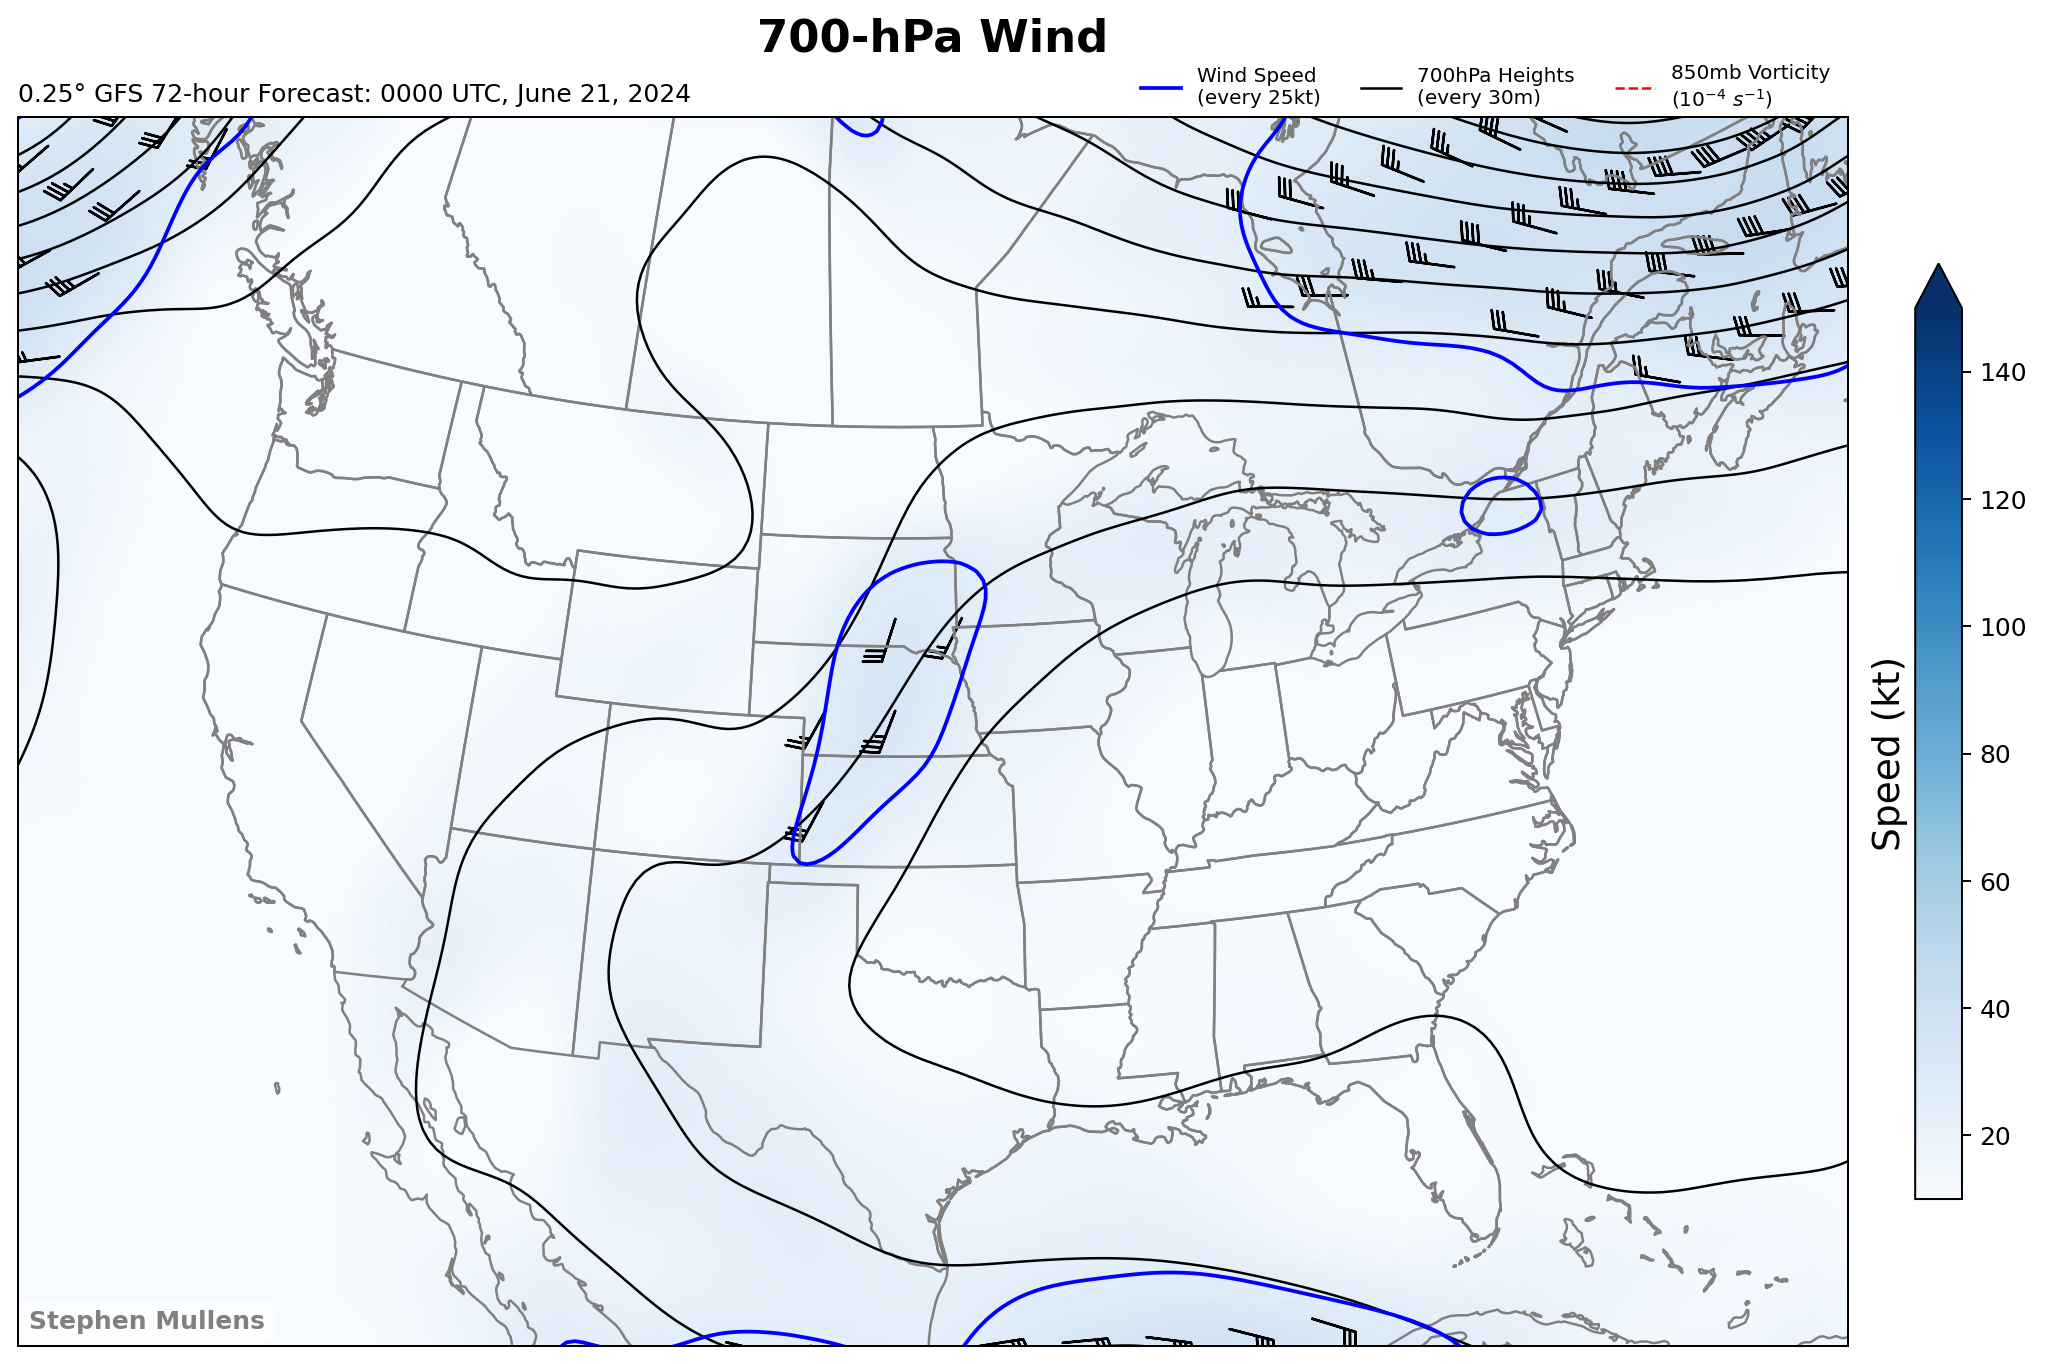 700-hPa Wind
0.25° GFS 72-hour Forecast: 0000 UTC, June 21, 2024
Wind Speed
(every 25kt)
700hPa Heights
(every 30m)
850mb Vorticity
(10⁻⁴ s⁻¹)
140
120
100
80
60
40
20
Speed (kt)
Stephen Mullens